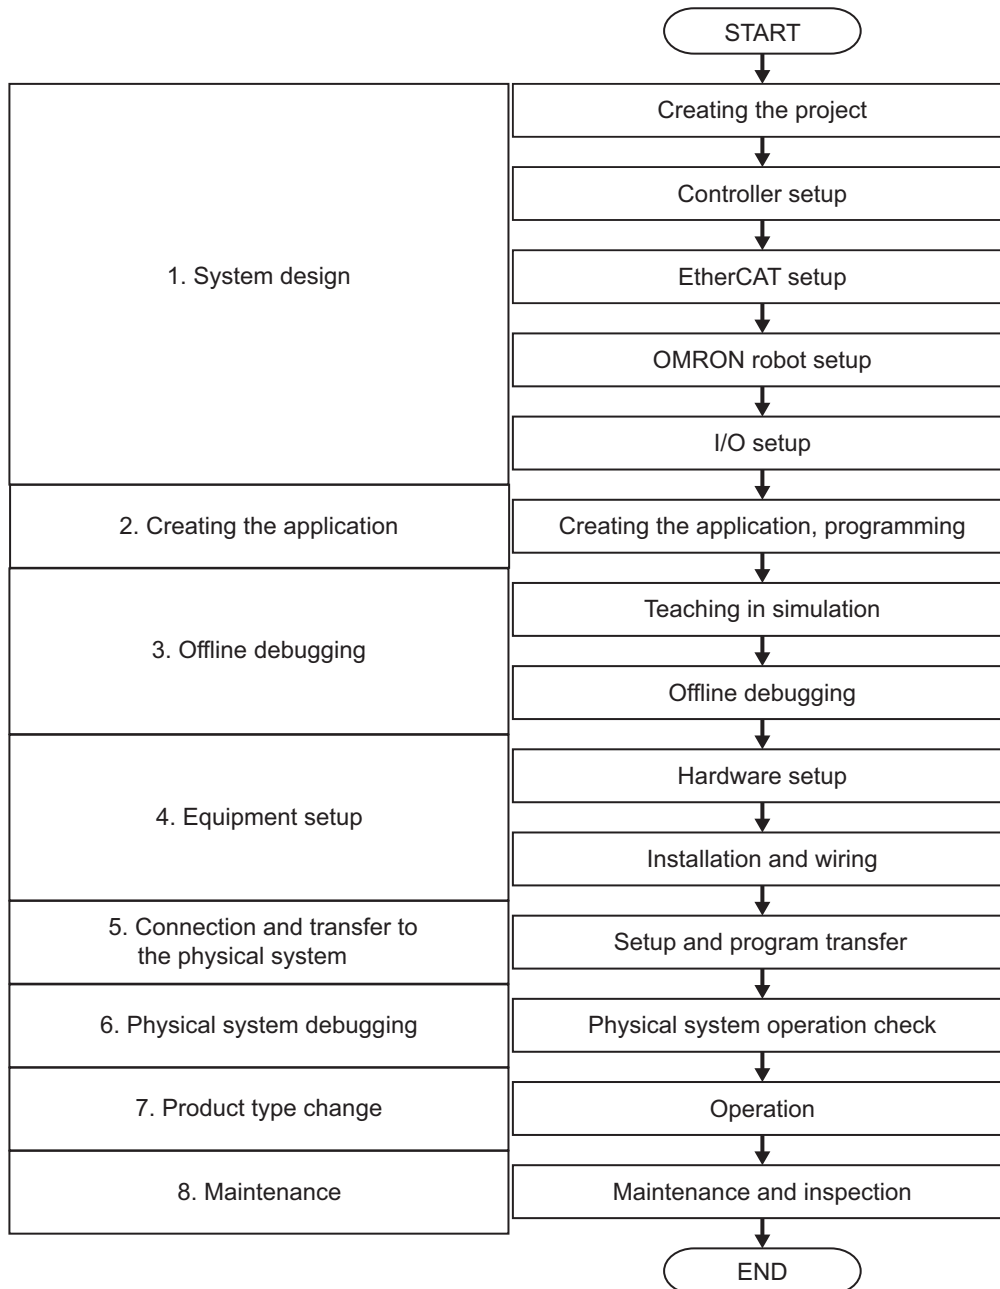 START
Creating the project
Controller setup
1. System design
EtherCAT setup
OMRON robot setup
I/O setup
2. Creating the application
Creating the application, programming
Teaching in simulation
3. Offline debugging
Offline debugging
Hardware setup
4. Equipment setup
Installation and wiring
5. Connection and transfer to
the physical system
Setup and program transfer
6. Physical system debugging
Physical system operation check
7. Product type change
Operation
8. Maintenance
Maintenance and inspection
END